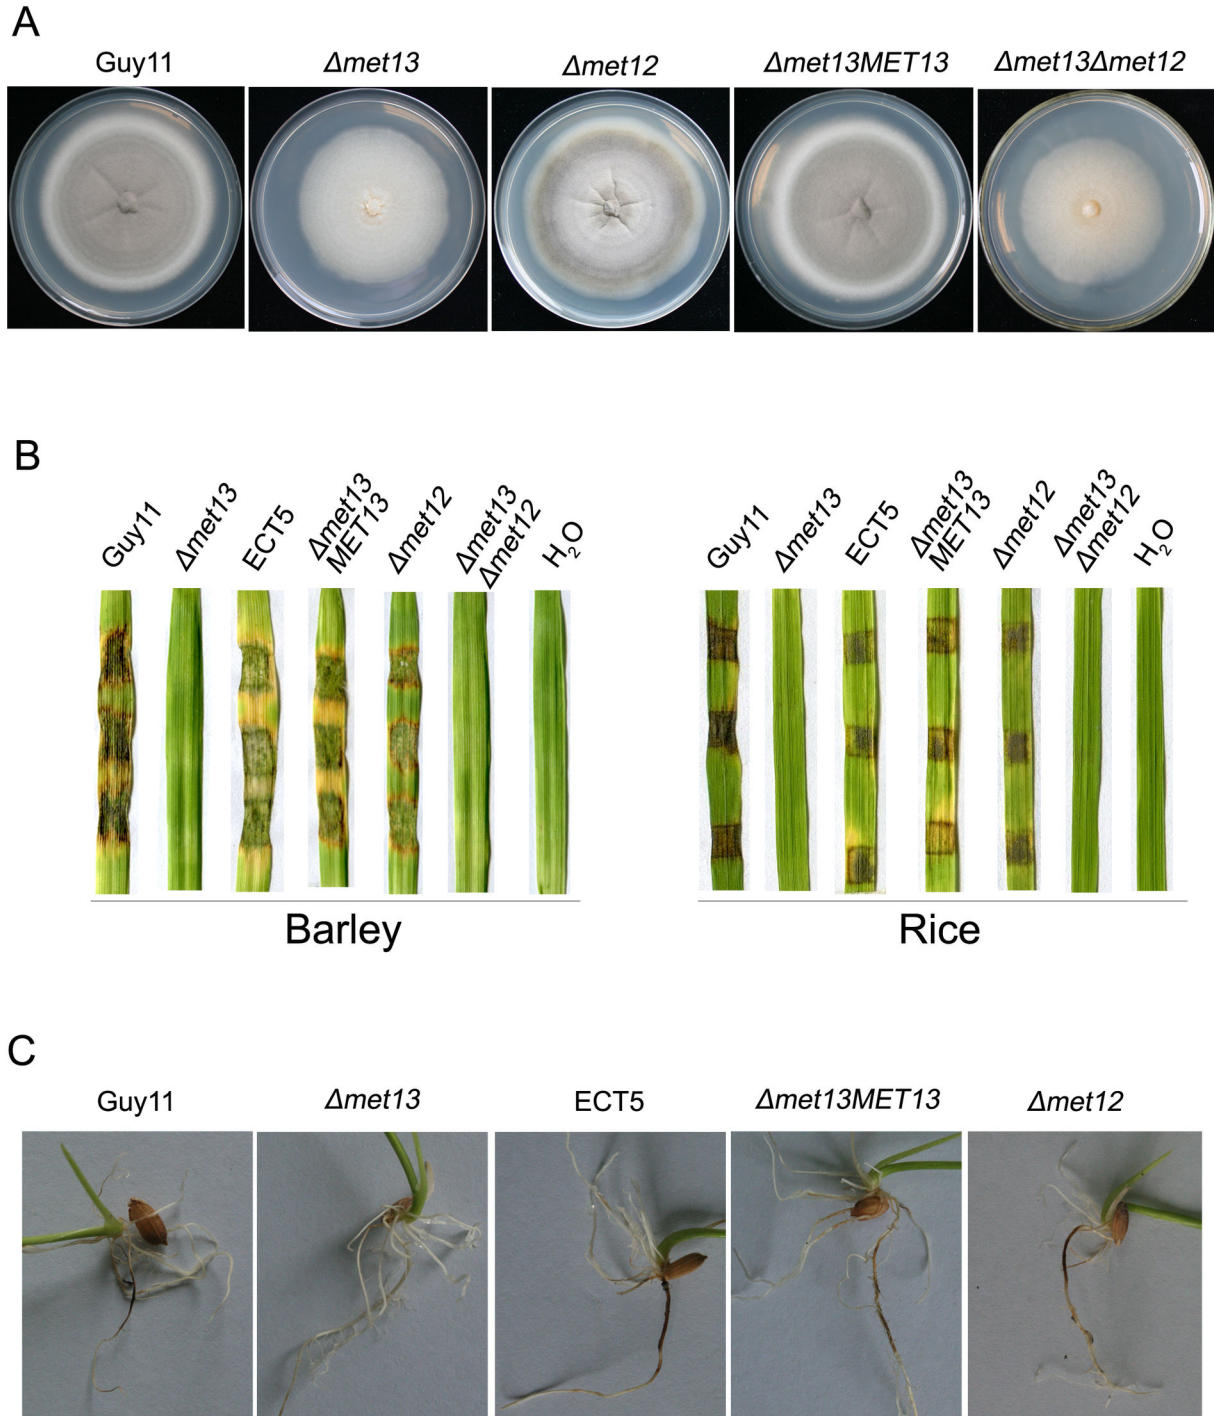 A
Guy11 Δmet13 Δmet12 Δmet13MET13 Δmet13Δmet12
B
Guy11
Δmet13
ECT5
Δmet13
MET13
Δmet12
Δmet13
Δmet12
H₂O
Guy11
Δmet13
ECT5
Δmet13
MET13
Δmet12
Δmet13
Δmet12
H₂O
Barley Rice
C
Guy11 Δmet13 ECT5 Δmet13MET13 Δmet12